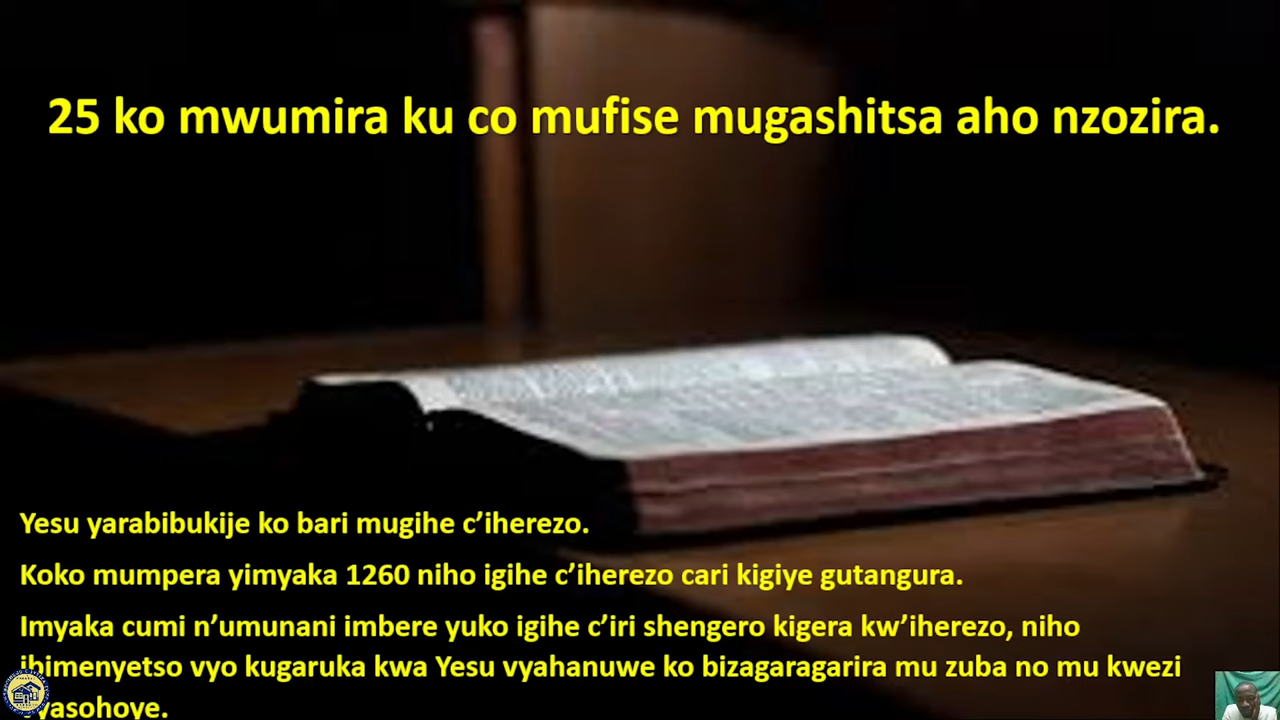 25 ko mwumira ku co mufise mugashitsa aho nzozira.
Yesu yarabibukije ko bari mugihe c’iherezo.
Koko mumpera yimyaka 1260 niho igihe c’iherezo cari kigiye gutangura.
Imyaka cumi n’umunani imbere yuko igihe c’iri shengero kigera kw’iherezo, niho
ibimenyetso vyo kugaruka kwa Yesu vyahanuwe ko bizagaragarira mu zuba no mu kwezi